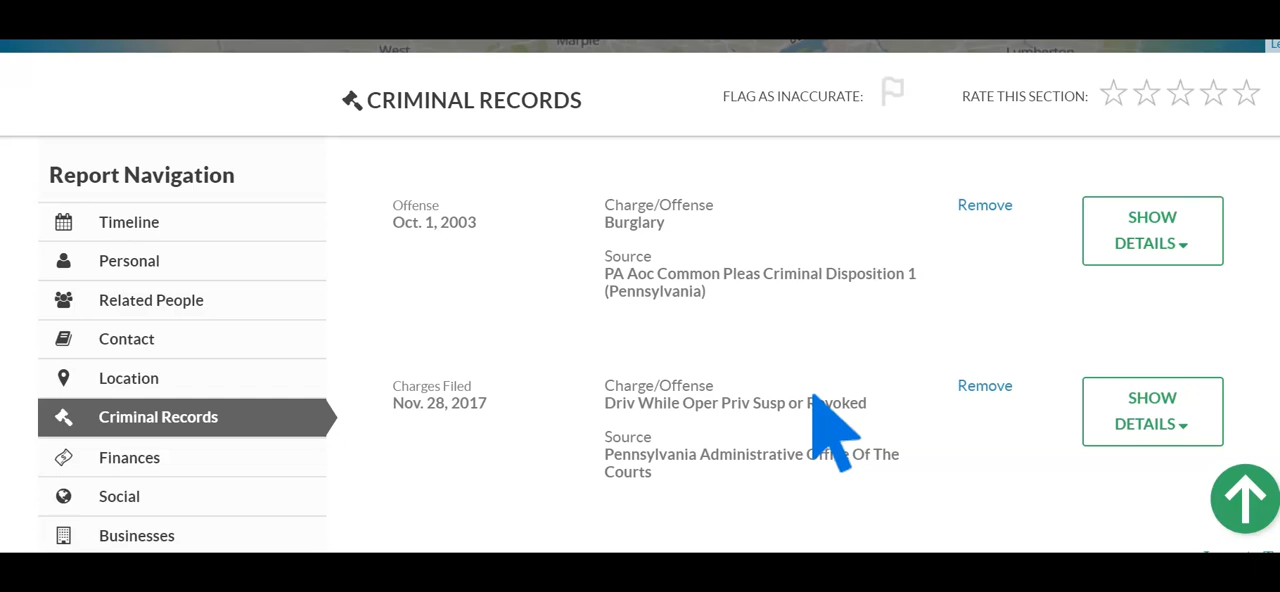 West
Marple
Lumberton
CRIMINAL RECORDS
FLAG AS INACCURATE:
RATE THIS SECTION:
Report Navigation
Timeline
Personal
Related People
Contact
Location
Criminal Records
Finances
Social
Businesses
Offense
Oct. 1, 2003
Charge/Offense
Burglary
Source
PA Aoc Common Pleas Criminal Disposition 1
(Pennsylvania)
Remove
SHOW
DETAILS
Charges Filed
Nov. 28, 2017
Charge/Offense
Driv While Oper Priv Susp or Revoked
Source
Pennsylvania Administrative Office Of The
Courts
Remove
SHOW
DETAILS